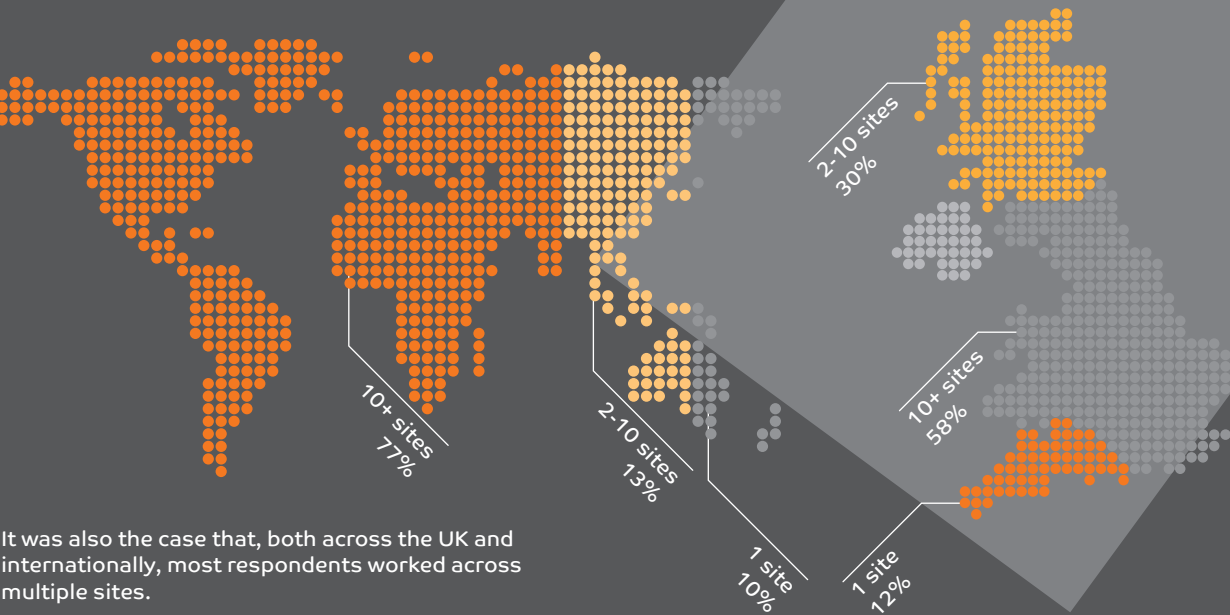 2-10 sites
30%
10+ sites
58%
10+ sites
77%
2-10 sites
13%
1 site
10%
1 site
12%
It was also the case that, both across the UK and
internationally, most respondents worked across
multiple sites.